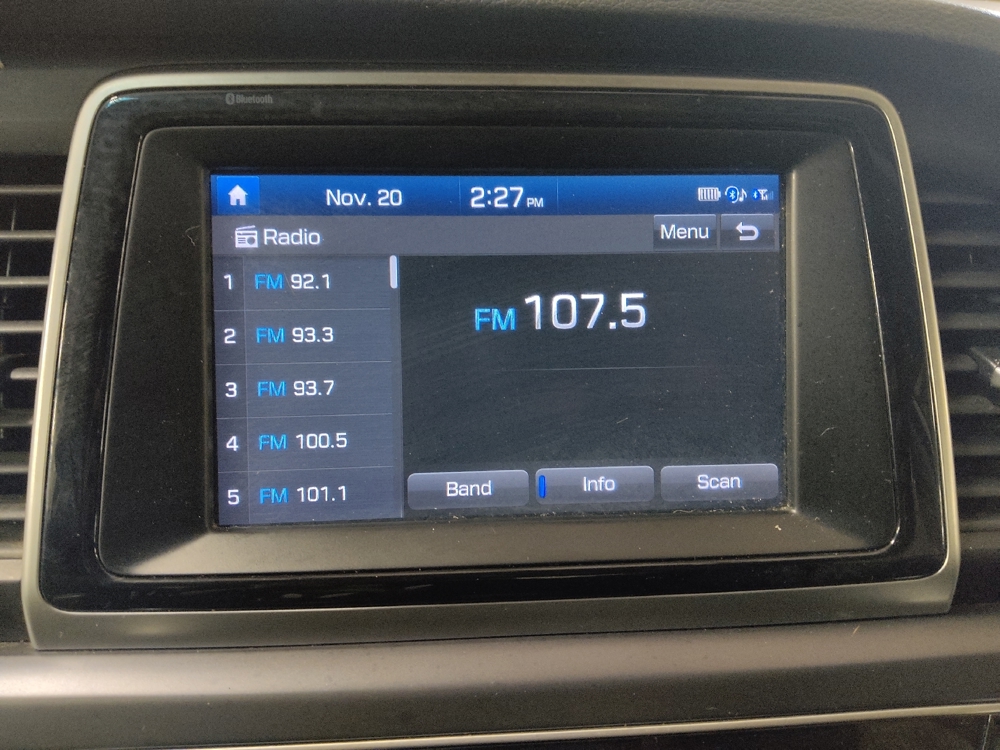 Bluetooth
Nov. 20 2:27 PM
Radio Menu
1 FM 92.1
2 FM 93.3
3 FM 93.7
4 FM 100.5
5 FM 101.1
FM 107.5
Band Info Scan